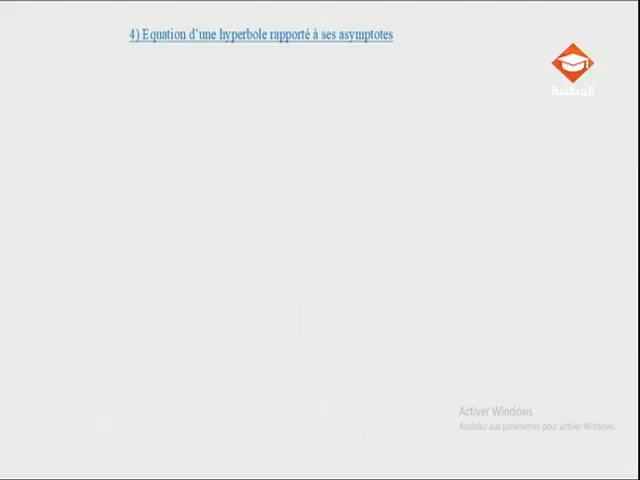 4) Equation d'une hyperbole rapporté à ses asymptotes
الوطنية
Activer Windows
Accédez aux paramètres pour activer Windows.